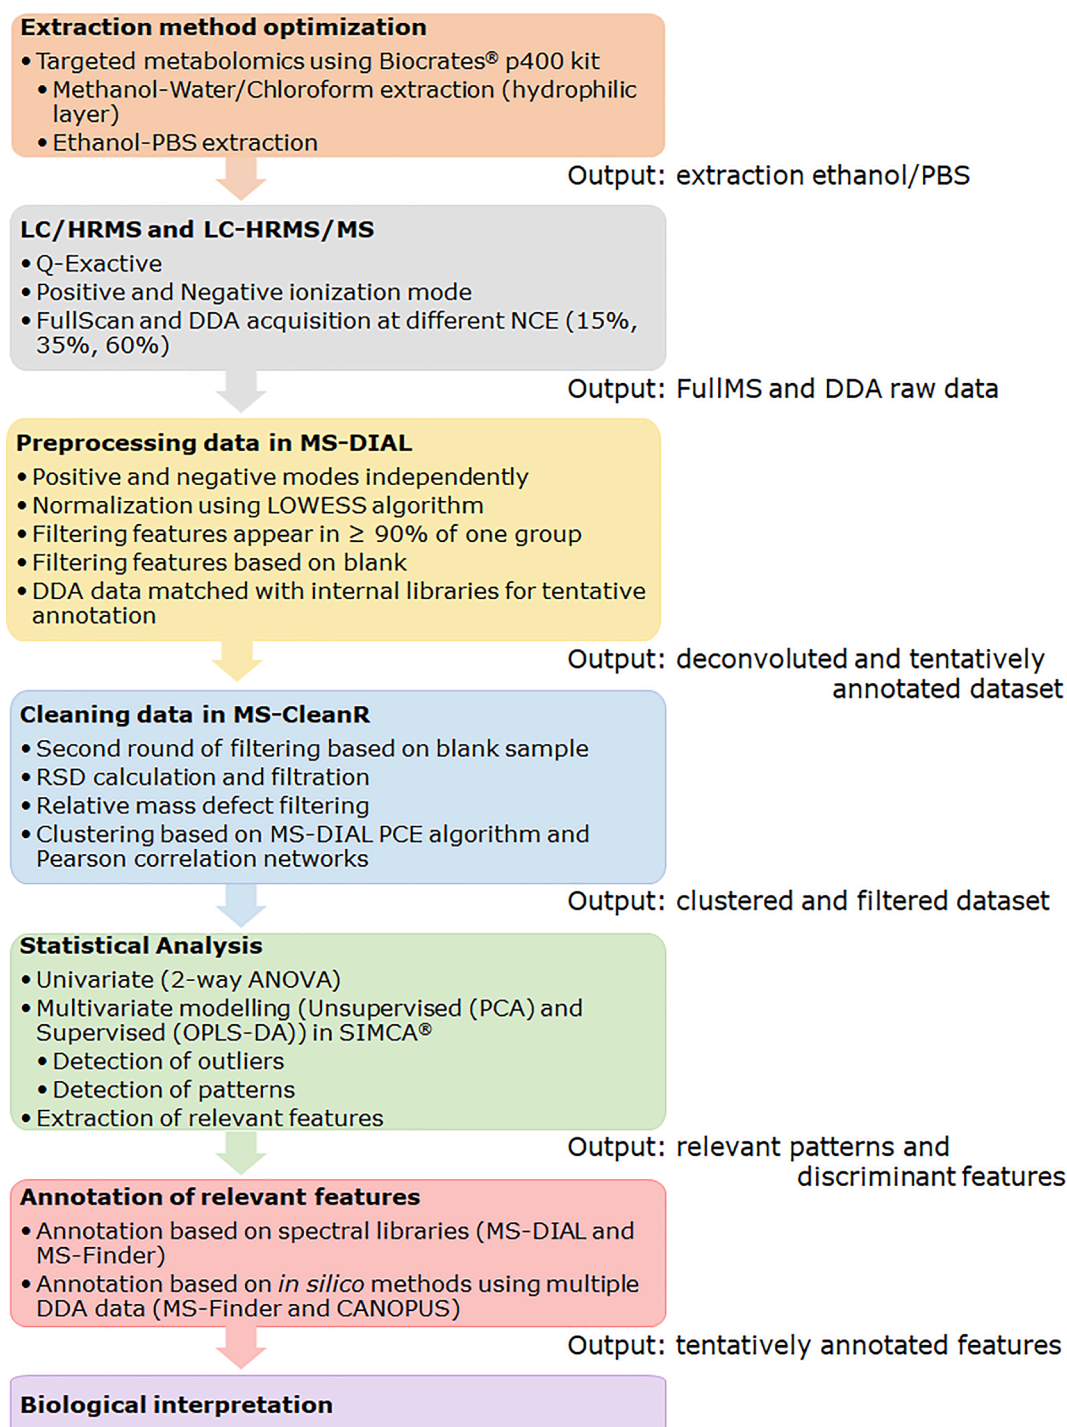 Extraction method optimization
• Targeted metabolomics using Biocrates® p400 kit
• Methanol-Water/Chloroform extraction (hydrophilic
layer)
• Ethanol-PBS extraction
Output: extraction ethanol/PBS
LC/HRMS and LC-HRMS/MS
• Q-Exactive
• Positive and Negative ionization mode
• FullScan and DDA acquisition at different NCE (15%,
35%, 60%)
Output: FullMS and DDA raw data
Preprocessing data in MS-DIAL
• Positive and negative modes independently
• Normalization using LOWESS algorithm
• Filtering features appear in ≥ 90% of one group
• Filtering features based on blank
• DDA data matched with internal libraries for tentative
annotation
Output: deconvoluted and tentatively
annotated dataset
Cleaning data in MS-CleanR
• Second round of filtering based on blank sample
• RSD calculation and filtration
• Relative mass defect filtering
• Clustering based on MS-DIAL PCE algorithm and
Pearson correlation networks
Output: clustered and filtered dataset
Statistical Analysis
• Univariate (2-way ANOVA)
• Multivariate modelling (Unsupervised (PCA) and
Supervised (OPLS-DA)) in SIMCA®
• Detection of outliers
• Detection of patterns
• Extraction of relevant features
Output: relevant patterns and
discriminant features
Annotation of relevant features
• Annotation based on spectral libraries (MS-DIAL and
MS-Finder)
• Annotation based on in silico methods using multiple
DDA data (MS-Finder and CANOPUS)
Output: tentatively annotated features
Biological interpretation